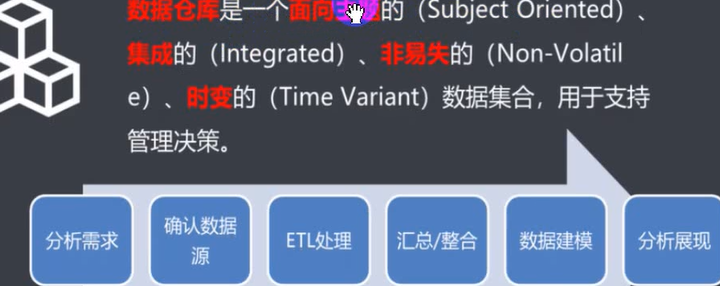 数据仓库是一个面向主题的（Subject Oriented）、
集成的（Integrated）、非易失的（Non-Volatil
e）、时变的（Time Variant）数据集合，用于支持
管理决策。
分析需求
确认数据
源
ETL处理
汇总/整合
数据建模
分析展现